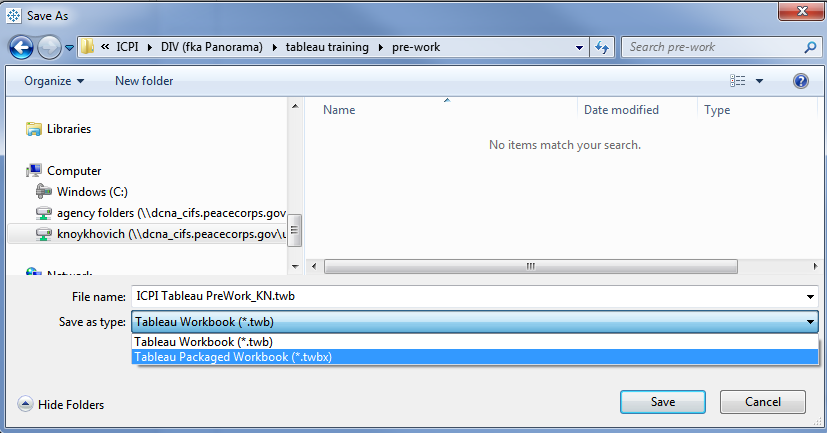 Save As
« ICPI ▸ DIV (fka Panorama) ▸ tableau training ▸ pre-work
Search pre-work
Organize
New folder
Name
Date modified
Type
No items match your search.
Libraries
Computer
Windows (C:)
agency folders (\\dcna_cifs.peacecorps.gov
knoykhovich (\\dcna_cifs.peacecorps.gov\u
Network
File name: ICPI Tableau PreWork_KN.twb
Save as type: Tableau Workbook (*.twb)
Tableau Workbook (*.twb)
Tableau Packaged Workbook (*.twbx)
Hide Folders
Save
Cancel